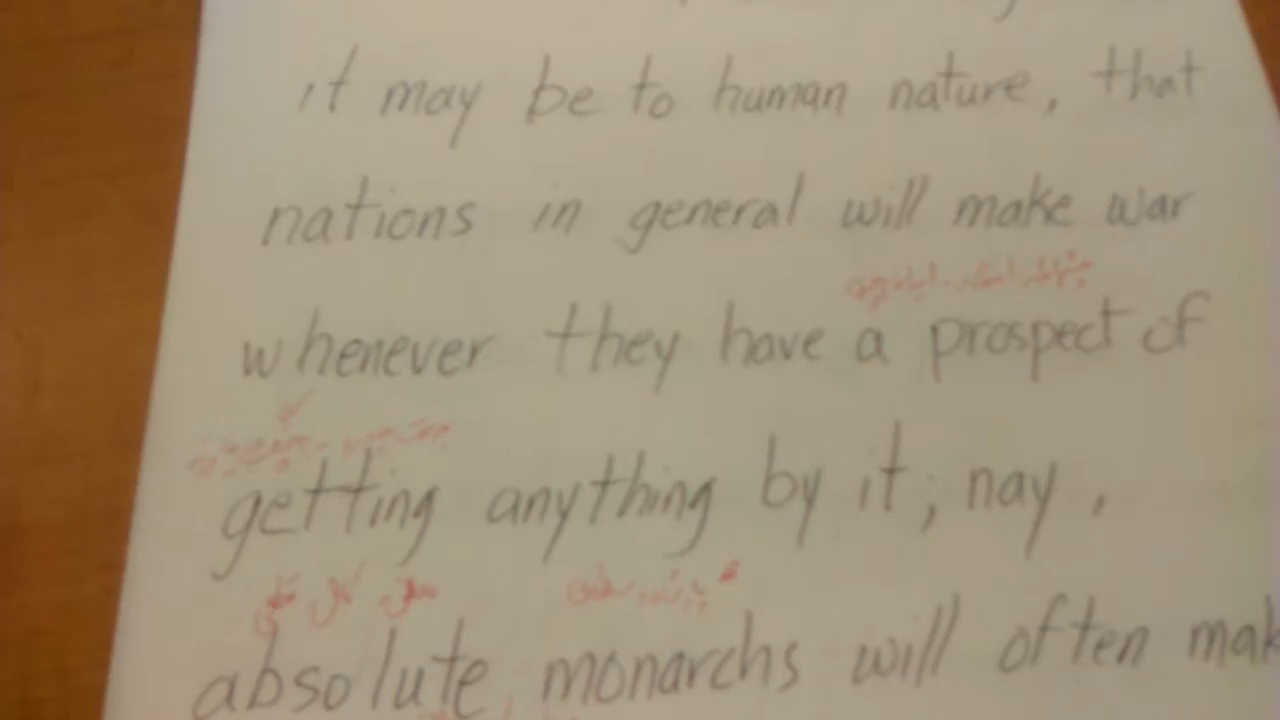 it may be to human nature, that
nations in general will make war
whenever they have a prospect of
getting anything by it; nay,
absolute monarchs will often mak